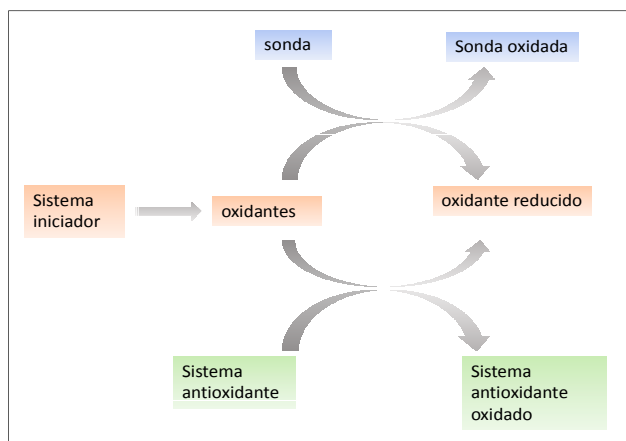 sonda
Sonda oxidada
Sistema
iniciador
oxidantes
oxidante reducido
Sistema
antioxidante
Sistema
antioxidante
oxidado